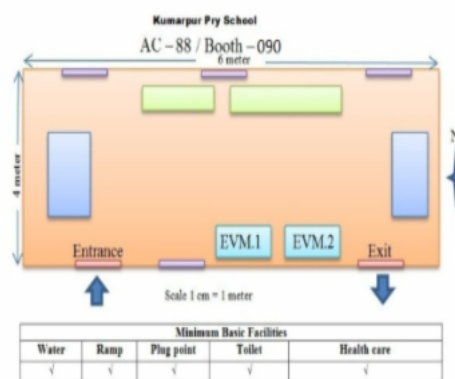 Kumarpur Pry School
AC – 88 / Booth -090
6 meter
4 meter
N
EVM.1 EVM.2
Entrance Exit
Scale 1 cm = 1 meter
Minimum Basic Facilities
Water Ramp Plug point Toilet Health care
√ √ √ √ √